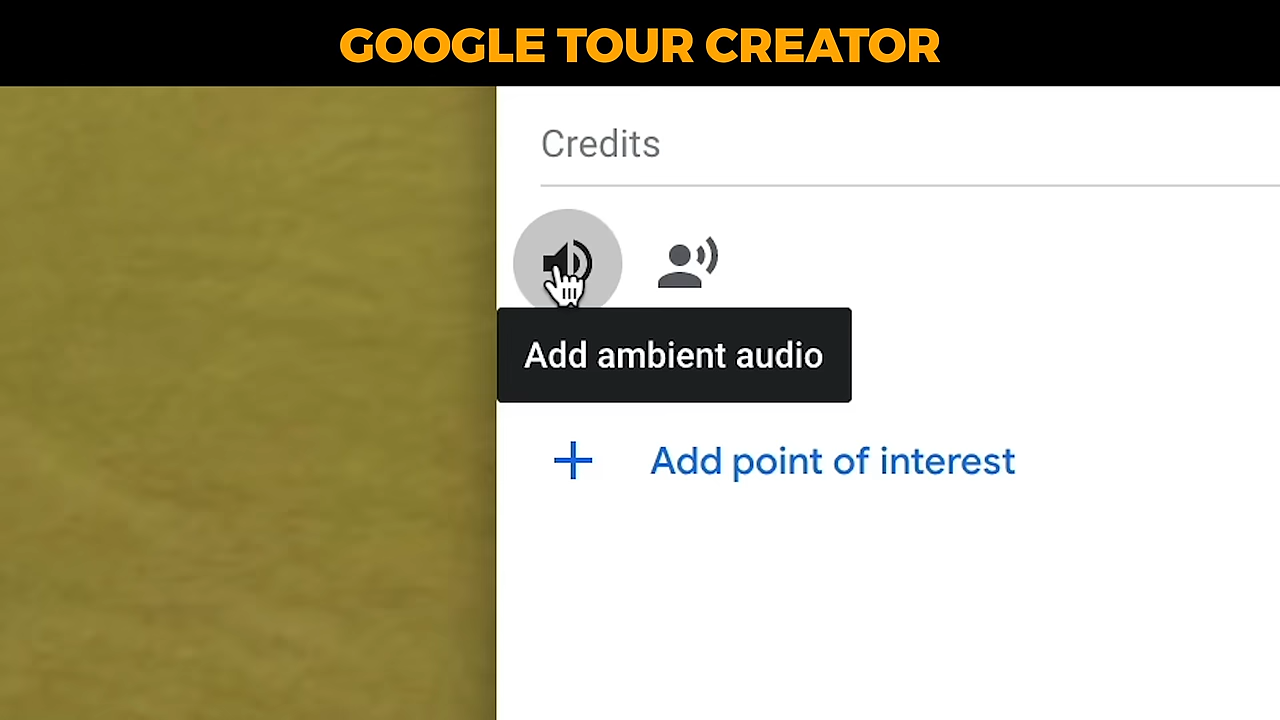 GOOGLE TOUR CREATOR
Credits
Add ambient audio
Add point of interest